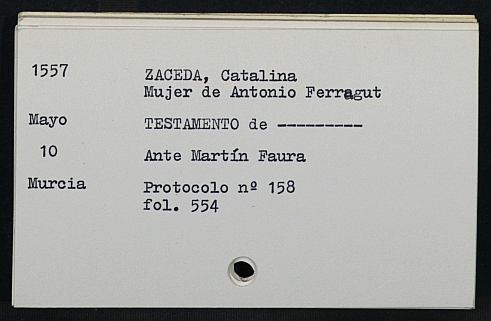 1557 ZACEDA, Catalina
Mujer de Antonio Ferragut
Mayo TESTAMENTO de ---------
10 Ante Martín Faura
Murcia Protocolo nº 158
fol. 554